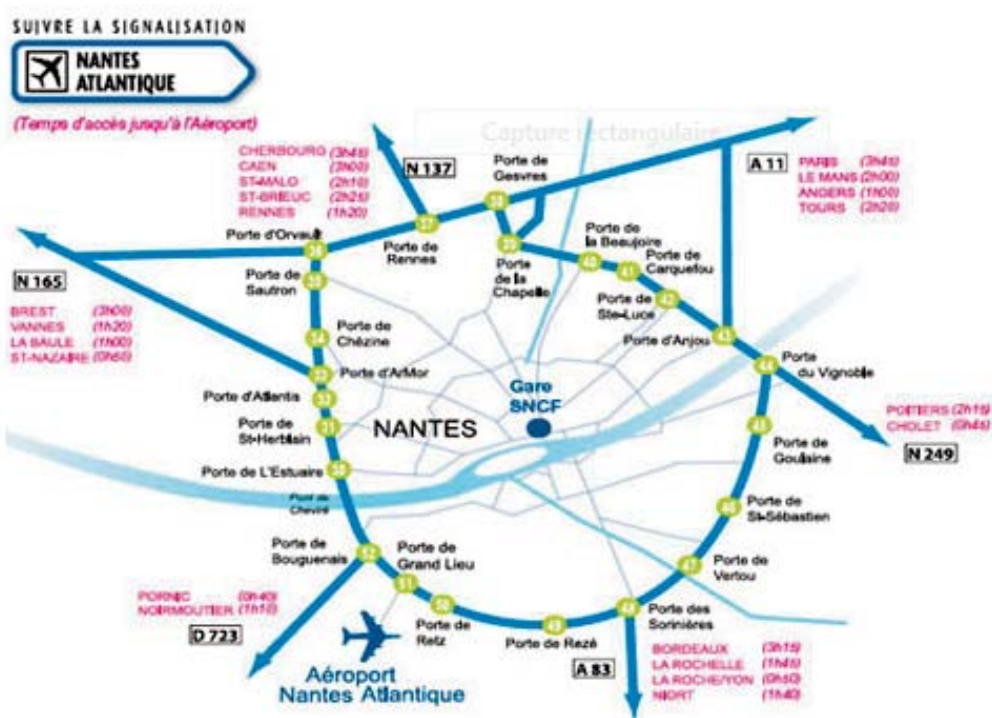 SUIVRE LA SIGNALISATION
NANTES
ATLANTIQUE
(Temps d'accès jusqu'à l'Aéroport)
Capture rectangulaire
CHERBOURG (3h45)
CAEN (3h00)
ST-MALO (2h10)
ST-BRIEUC (2h25)
RENNES (1h20)
N 137
Porte de
Gesvres
A 11
PARIS (3h45)
LE MANS (2h00)
ANGERS (1h00)
TOURS (2h20)
38
37
Porte d'Orvault
36
Porte de
Rennes
39
Porte de
la Beaujoire
Porte
de la
Chapelle
40
41
Porte de
Carquefou
N 165
Porte de
Sautron
35
42
Porte de
Ste-Luce
BREST (3h00)
VANNES (1h20)
LA BAULE (1h00)
ST-NAZAIRE (0h50)
34
Porte de
Chézine
Porte d'Anjou
43
44
Porte
du Vignoble
33
Porte d'ArMor
Porte d'Atlantis
32
Gare
SNCF
Porte de
St-Herblain
31
NANTES
45
Porte de
Goulaine
POITIERS (2h15)
CHOLET (0h45)
N 249
Porte de L'Estuaire
30
Pont de
Cheviré
46
Porte de
St-Sébastien
Porte de
Bouguenais
52
Porte de
Grand Lieu
51
47
Porte de
Vertou
PORNIC (0h40)
NOIRMOUTIER (1h10)
D 723
50
Porte de
Retz
49
Porte de Rezé
48
Porte des
Sorinières
Aéroport
Nantes Atlantique
A 83
BORDEAUX (3h15)
LA ROCHELLE (1h45)
LA ROCHE/YON (0h50)
NIORT (1h40)